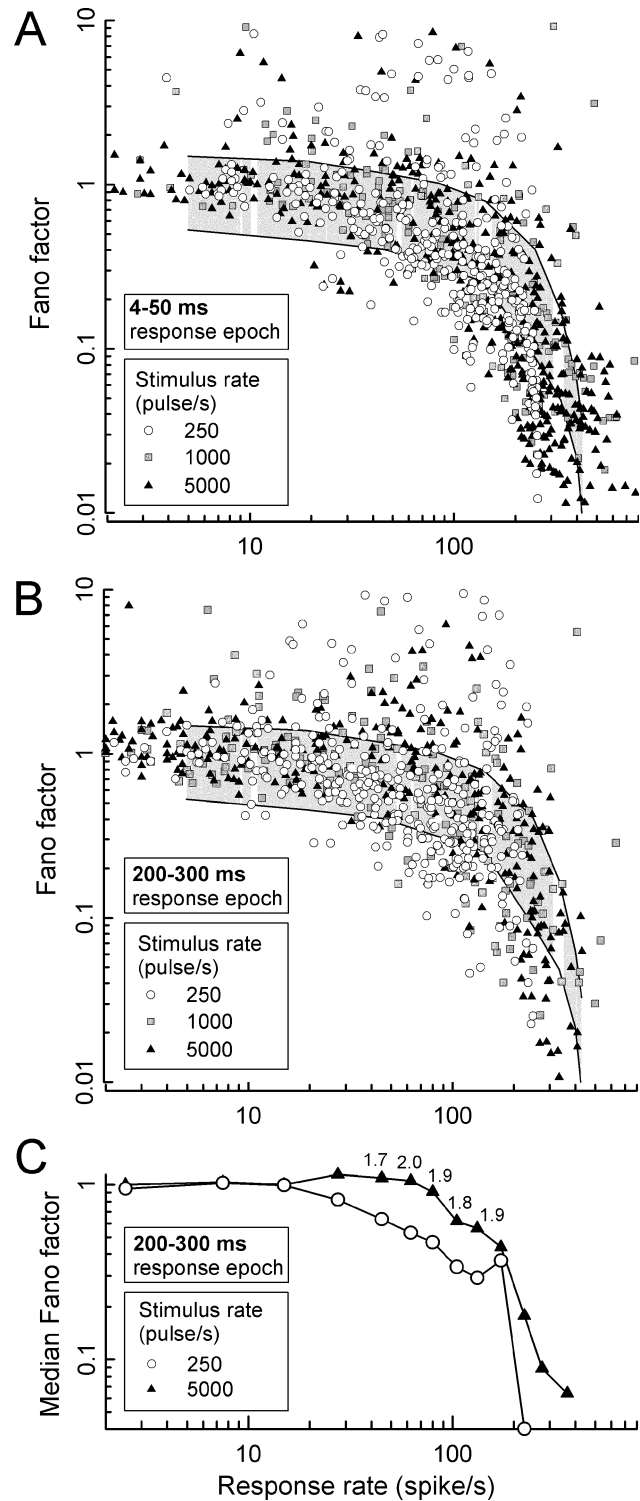 A
10
1
0.1
0.01
Fano factor
4-50 ms
response epoch
Stimulus rate
(pulse/s)
250
1000
5000
10
100
B
10
1
0.1
0.01
Fano factor
200-300 ms
response epoch
Stimulus rate
(pulse/s)
250
1000
5000
10
100
C
1
0.1
Median Fano factor
1.7
2.0
1.9
1.8
1.9
200-300 ms
response epoch
Stimulus rate
(pulse/s)
250
5000
10
100
Response rate (spike/s)